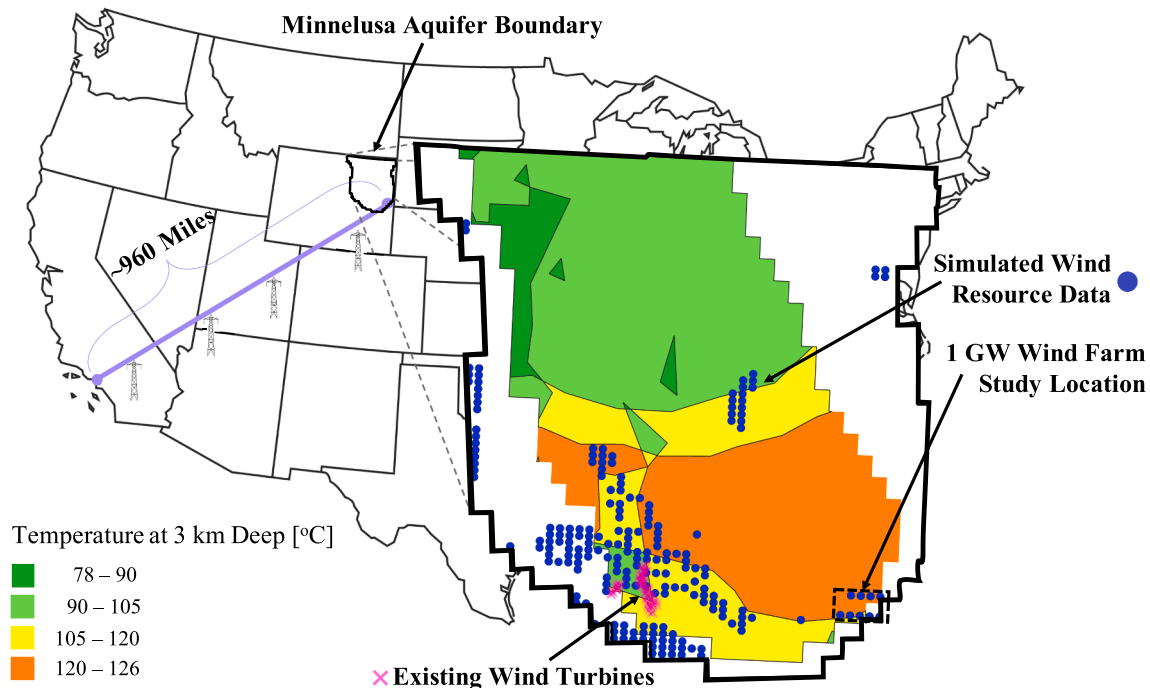 Minnelusa Aquifer Boundary
~960 Miles
Simulated Wind
Resource Data
1 GW Wind Farm
Study Location
Temperature at 3 km Deep [ºC]
78 – 90
90 – 105
105 – 120
120 – 126
Existing Wind Turbines